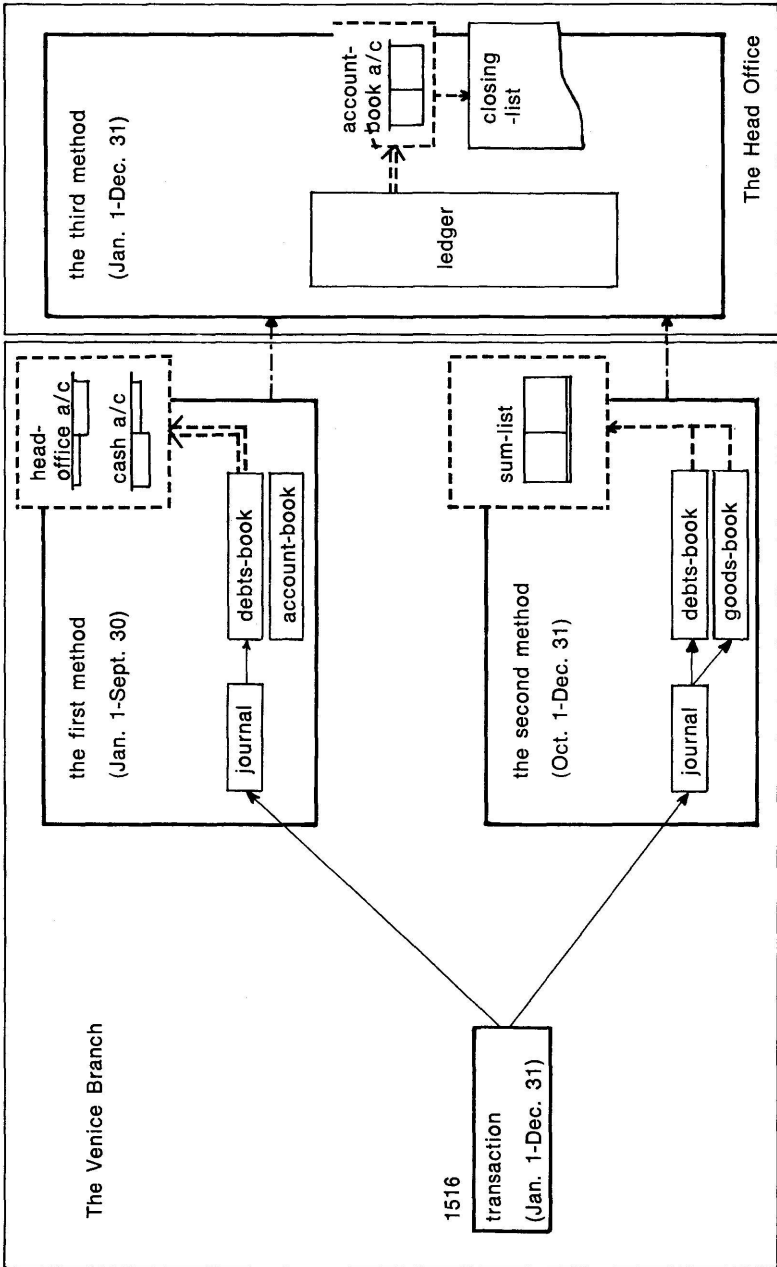 The Venice Branch
1516
transaction
(Jan. 1-Dec. 31)
the first method
(Jan. 1-Sept. 30)
journal
debts-book
account-book
head-
office a/c
cash a/c
the second method
(Oct. 1-Dec. 31)
journal
debts-book
goods-book
sum-list
the third method
(Jan. 1-Dec. 31)
ledger
account-
book a/c
closing
-list
The Head Office